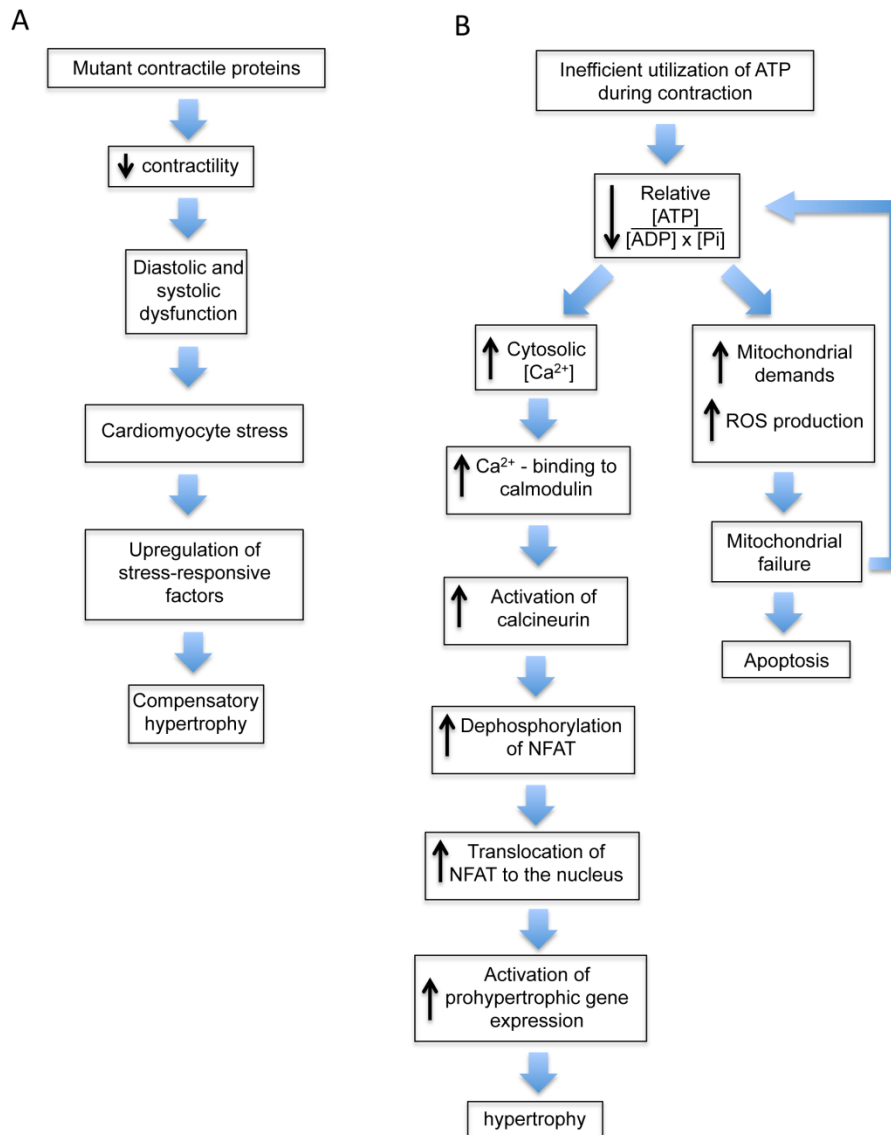 A
Mutant contractile proteins
contractility
Diastolic and
systolic
dysfunction
Cardiomyocyte stress
Upregulation of
stress-responsive
factors
Compensatory
hypertrophy
B
Inefficient utilization of ATP
during contraction
Relative
[ATP]
[ADP] x [Pi]
Cytosolic
[Ca²⁺]
Ca²⁺ - binding to
calmodulin
Activation of
calcineurin
Dephosphorylation
of NFAT
Translocation of
NFAT to the nucleus
Activation of
prohypertrophic gene
expression
hypertrophy
Mitochondrial
demands
ROS production
Mitochondrial
failure
Apoptosis